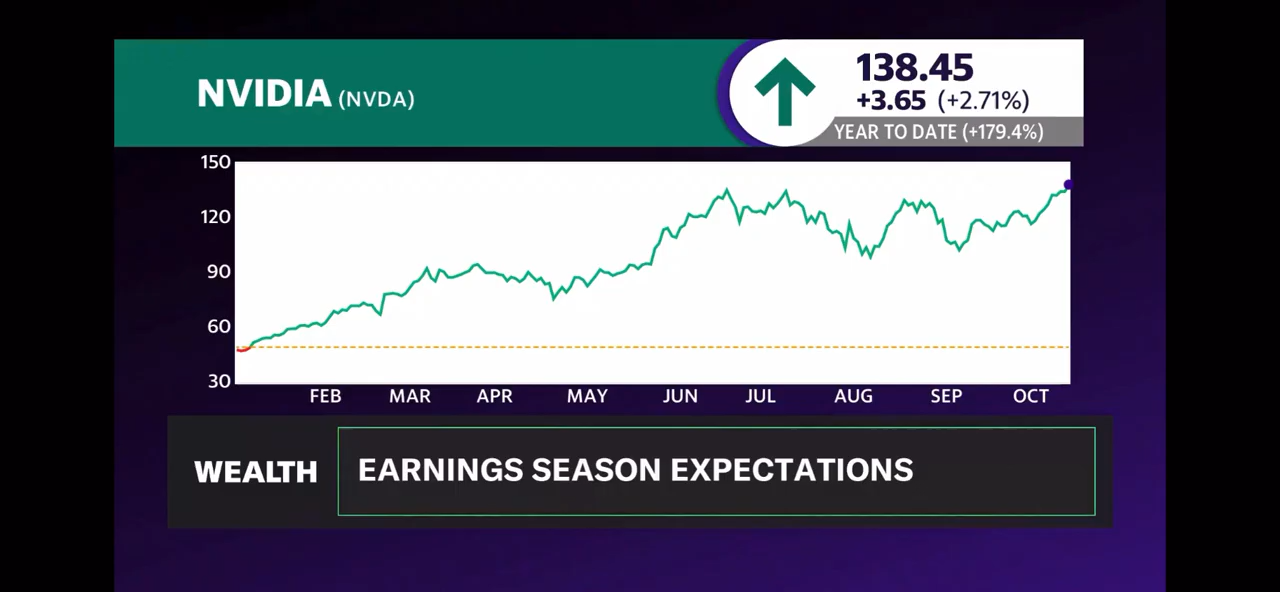 NVIDIA (NVDA)
138.45
+3.65 (+2.71%)
YEAR TO DATE (+179.4%)
150
120
90
60
30
FEB MAR APR MAY JUN JUL AUG SEP OCT
WEALTH
EARNINGS SEASON EXPECTATIONS